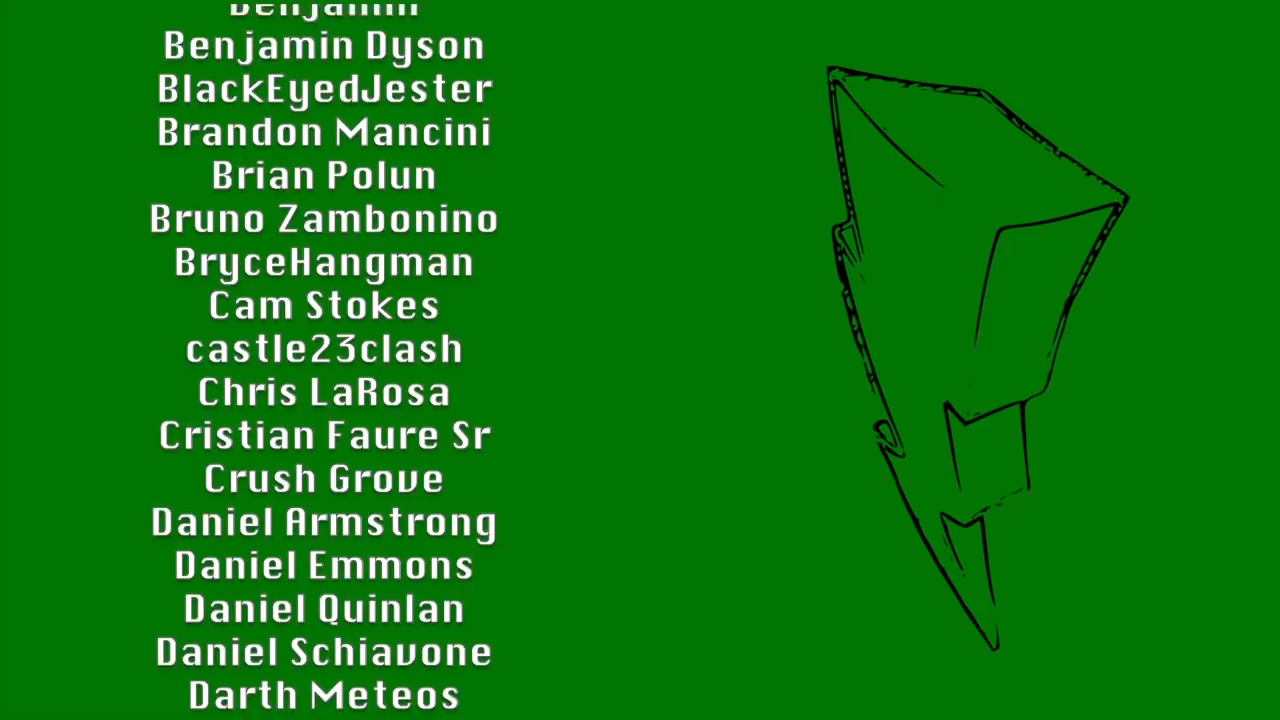 Benjamin
Benjamin Dyson
BlackEyedJester
Brandon Mancini
Brian Polun
Bruno Zambonino
BryceHangman
Cam Stokes
castle23clash
Chris LaRosa
Cristian Faure Sr
Crush Grove
Daniel Armstrong
Daniel Emmons
Daniel Quinlan
Daniel Schiavone
Darth Meteos